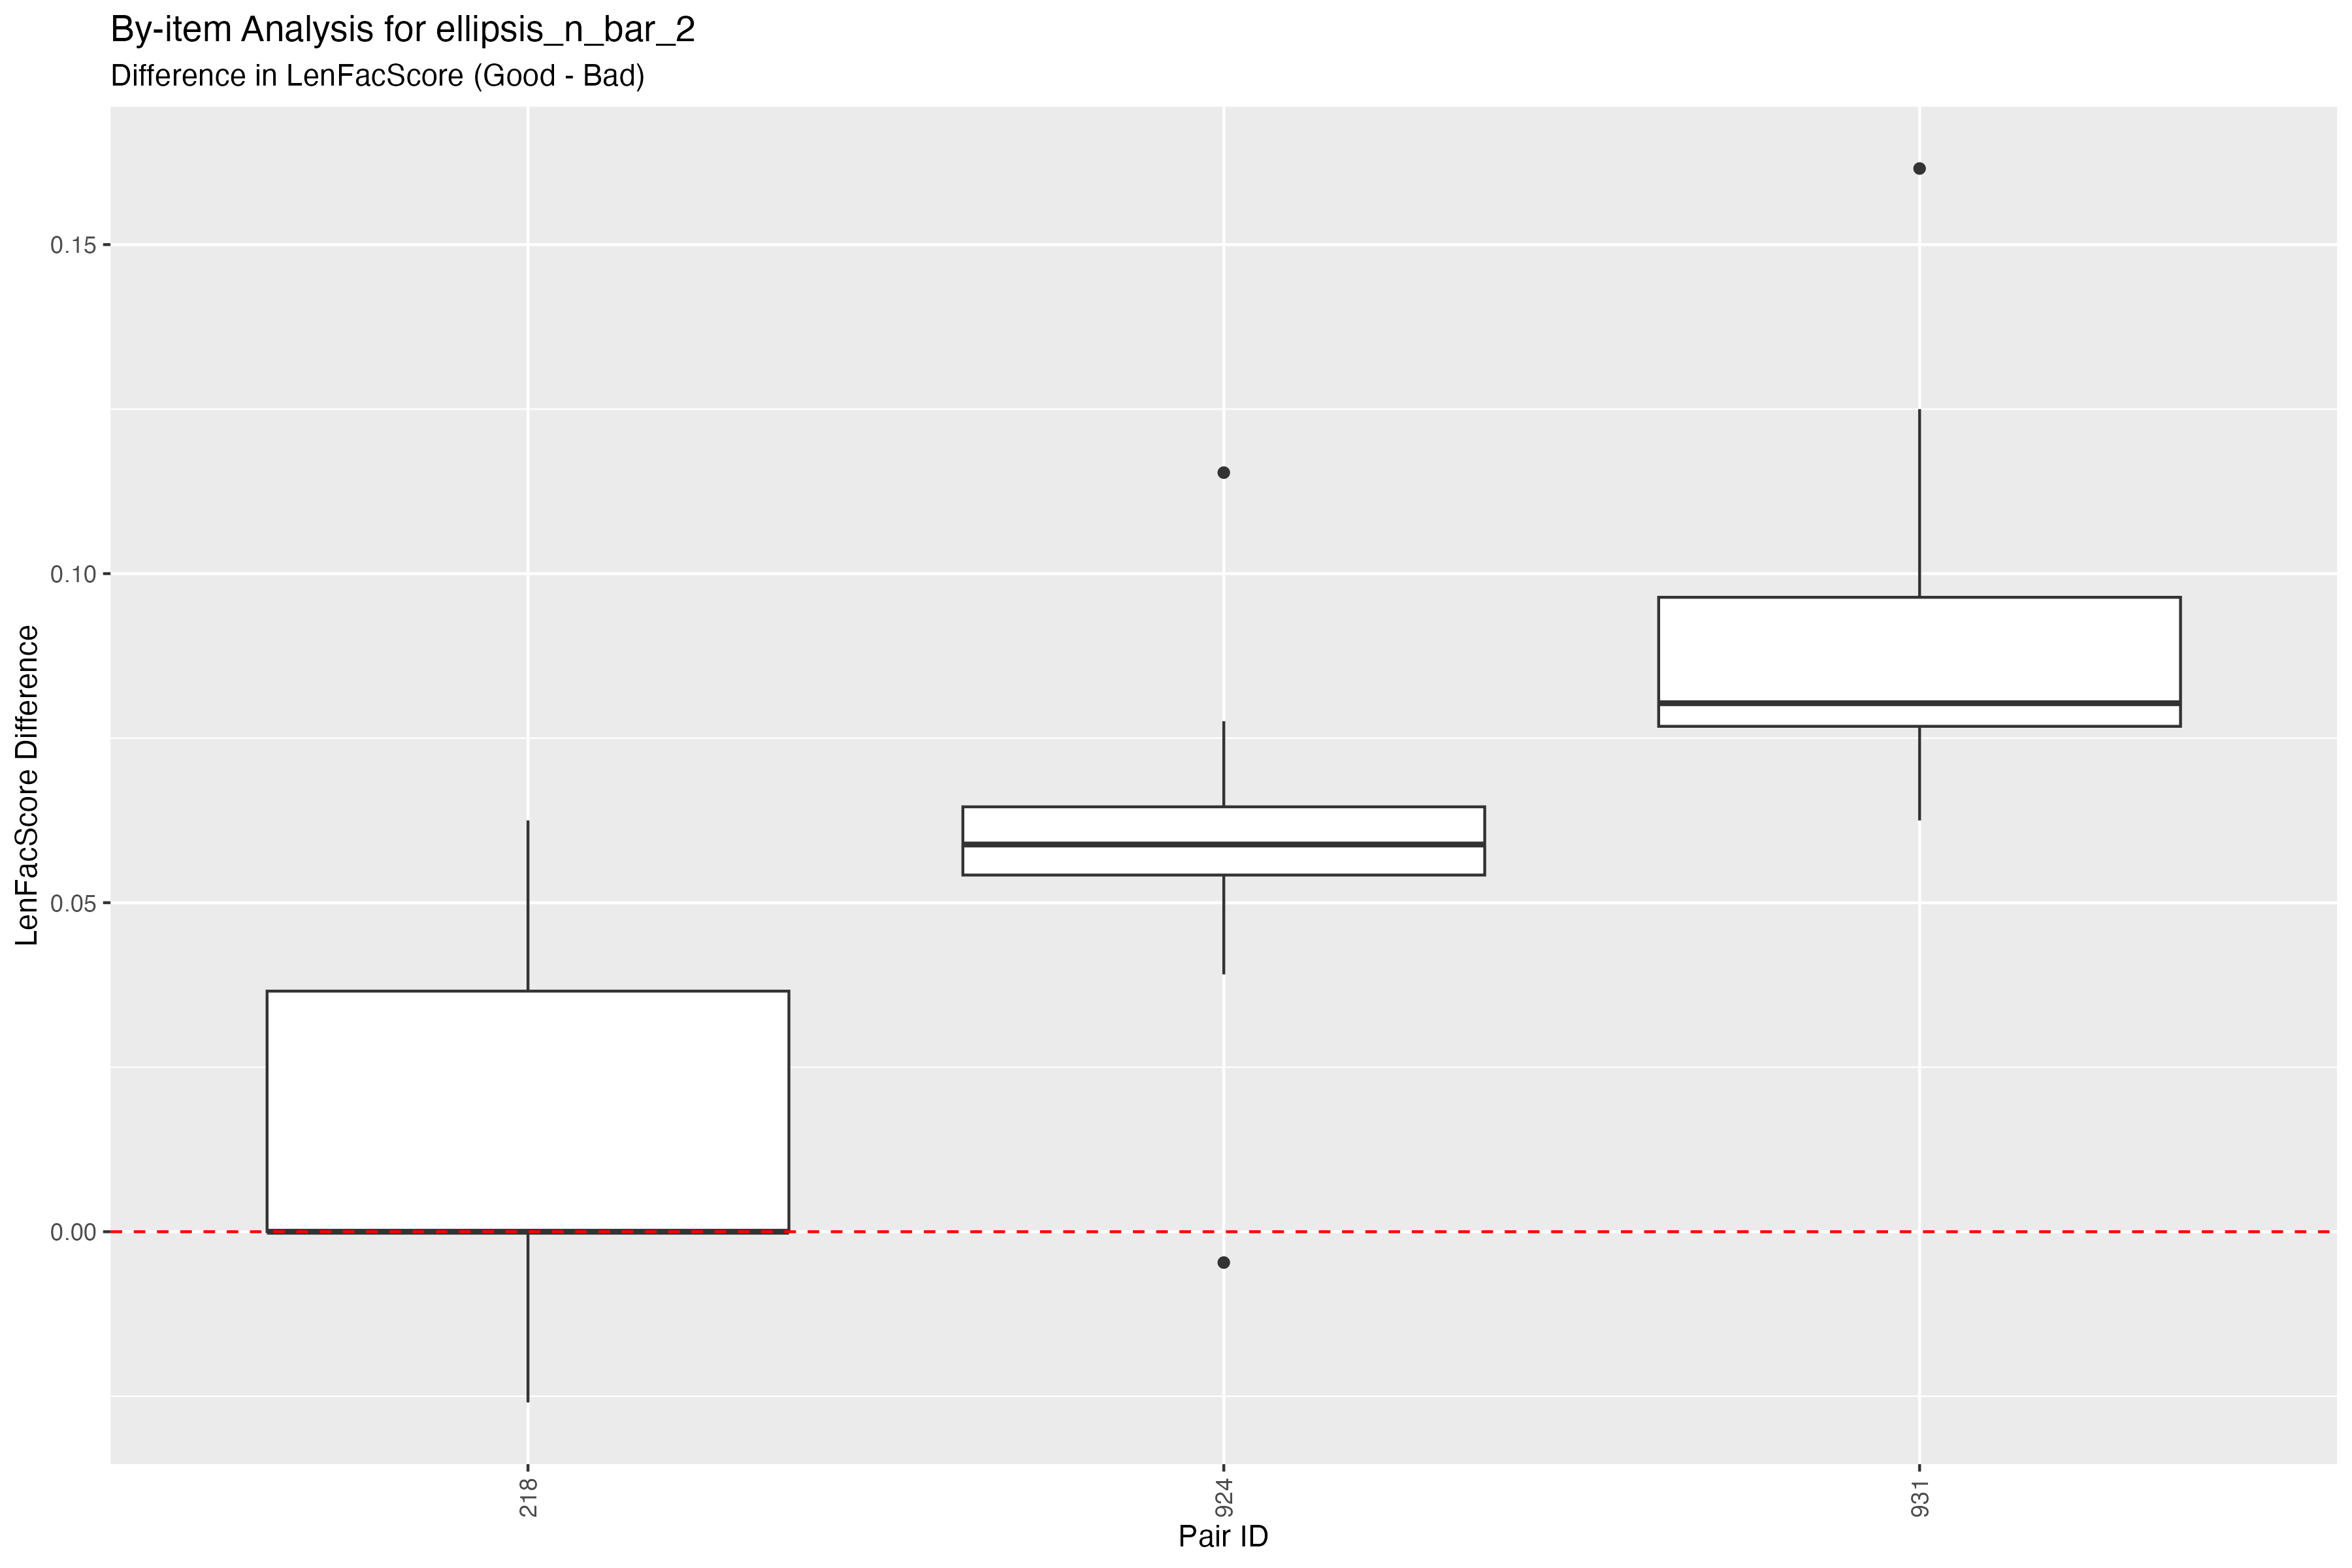 By-item Analysis for ellipsis_n_bar_2
Difference in LenFacScore (Good - Bad)
LenFacScore Difference
0.15
0.10
0.05
0.00
218
924
931
Pair ID